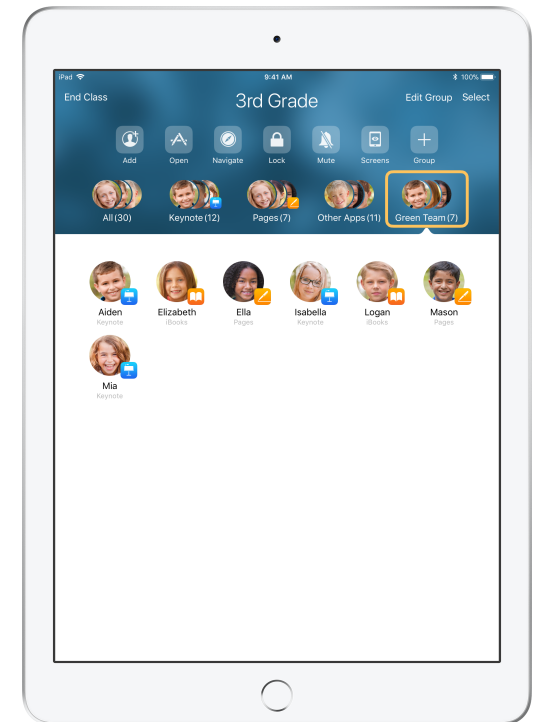 iPad 9:41 AM 100%
End Class 3rd Grade Edit Group Select
Add Open Navigate Lock Mute Screens Group
All (30) Keynote (12) Pages (7) Other Apps (11) Green Team (7)
Aiden Elizabeth Ella Isabella Logan Mason
Keynote iBooks Pages Keynote iBooks Pages
Mia
Keynote